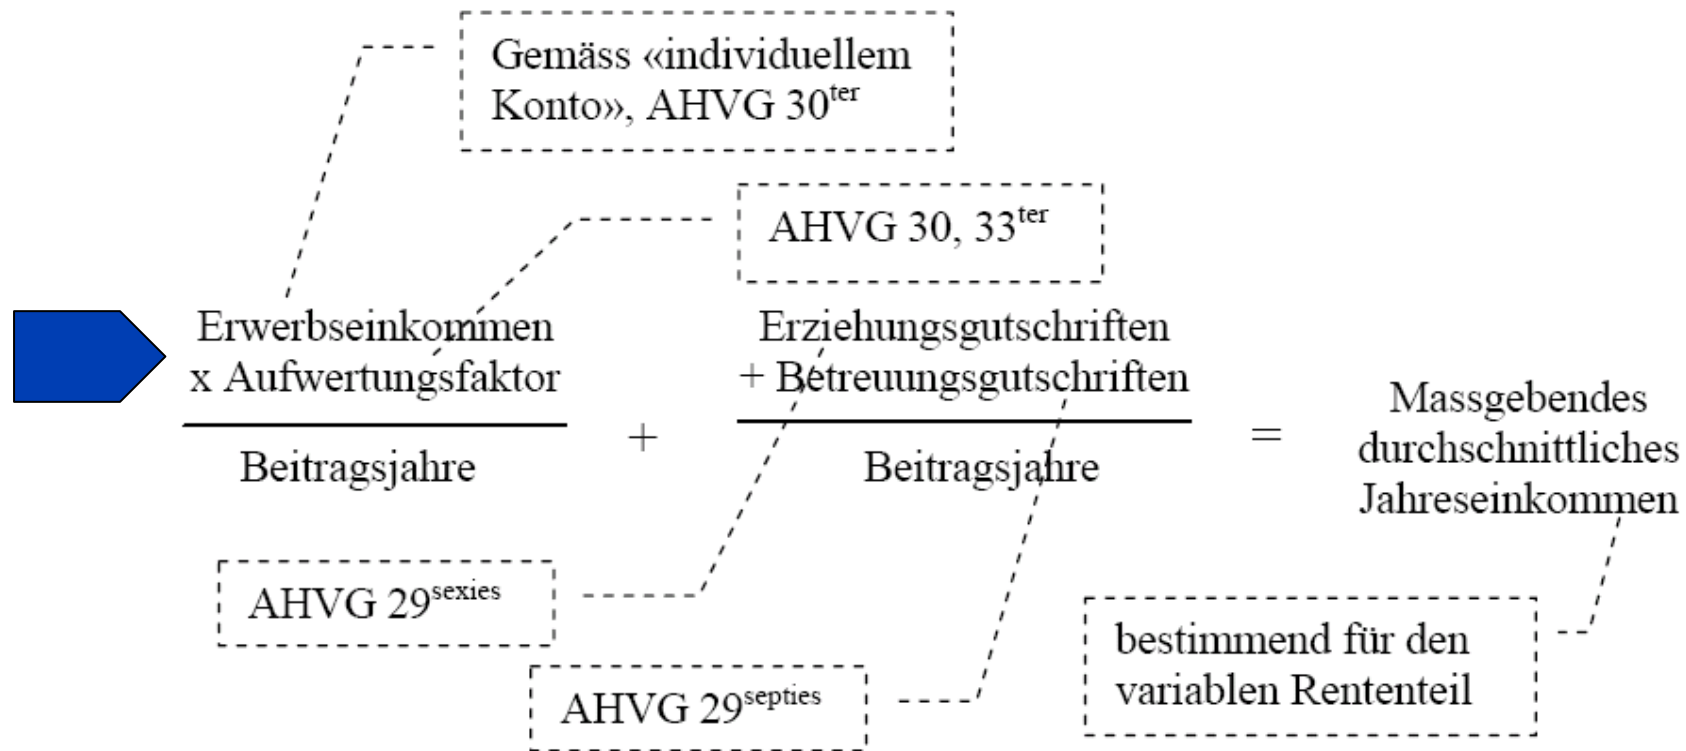 Gemäss «individuellem
Konto», AHVG 30ter
AHVG 30, 33ter
Erwerbseinkommen
x Aufwertungsfaktor
Beitragsjahre
+
Erziehungsgutschriften
+ Betreuungsgutschriften
Beitragsjahre
=
Massgebendes
durchschnittliches
Jahreseinkommen
AHVG 29sexies
AHVG 29septies
bestimmend für den
variablen Rententeil